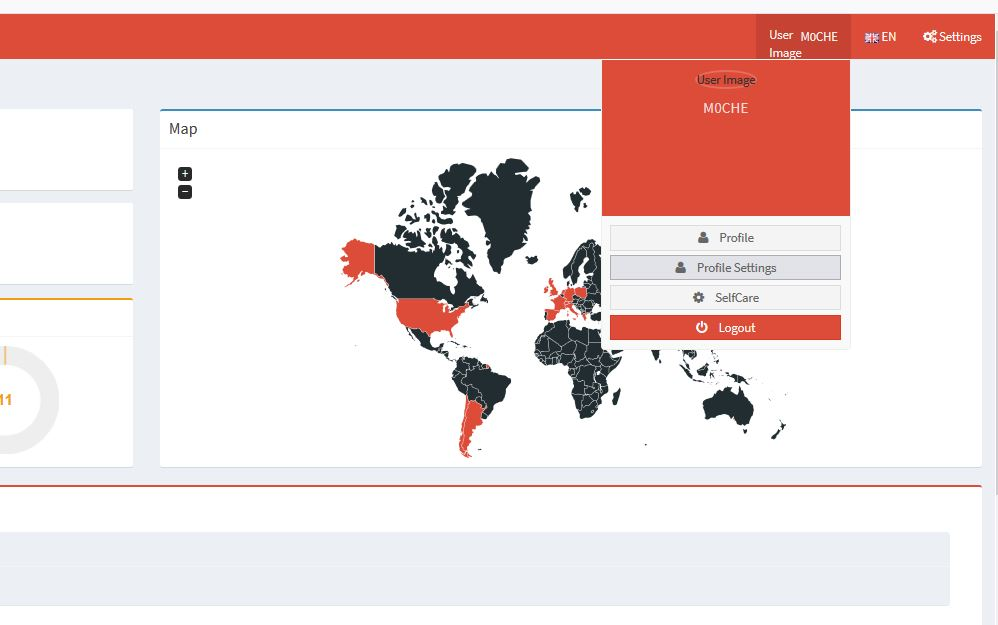 User Image
M0CHE
EN
Settings
User Image
M0CHE
Map
+
−
Profile
Profile Settings
SelfCare
Logout
11